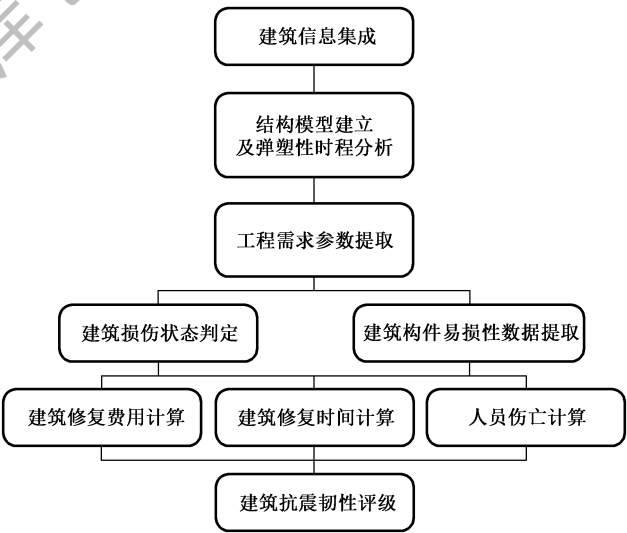 建筑信息集成
结构模型建立
及弹塑性时程分析
工程需求参数提取
建筑损伤状态判定
建筑构件易损性数据提取
建筑修复费用计算
建筑修复时间计算
人员伤亡计算
建筑抗震韧性评级